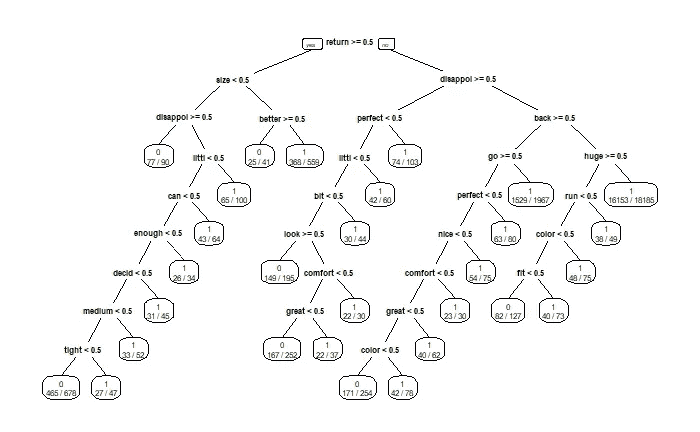 yes return >= 0.5 no
size < 0.5 disappoi >= 0.5
disappoi >= 0.5 better >= 0.5 perfect < 0.5 back >= 0.5
0 0 1 1
77 / 90 littl < 0.5 25 / 41 368 / 559 littl < 0.5 74 / 103 go >= 0.5 huge >= 0.5
can < 0.5 1 bit < 0.5 1 perfect < 0.5 1 run < 0.5 1
65 / 100 42 / 60 1529 / 1967 16153 / 18185
enough < 0.5 1 look >= 0.5 1 nice < 0.5 1 color < 0.5 1
43 / 64 30 / 44 63 / 80 38 / 49
decid < 0.5 1 0 comfort < 0.5 comfort < 0.5 1 fit < 0.5 1
26 / 34 149 / 195 54 / 75 48 / 75
medium < 0.5 1 great < 0.5 1 great < 0.5 1 0 1
31 / 45 22 / 30 23 / 30 82 / 127 40 / 73
tight < 0.5 1 0 1 color < 0.5 1
33 / 52 167 / 252 22 / 37 40 / 62
0 1 0 1
465 / 678 27 / 47 171 / 254 42 / 78